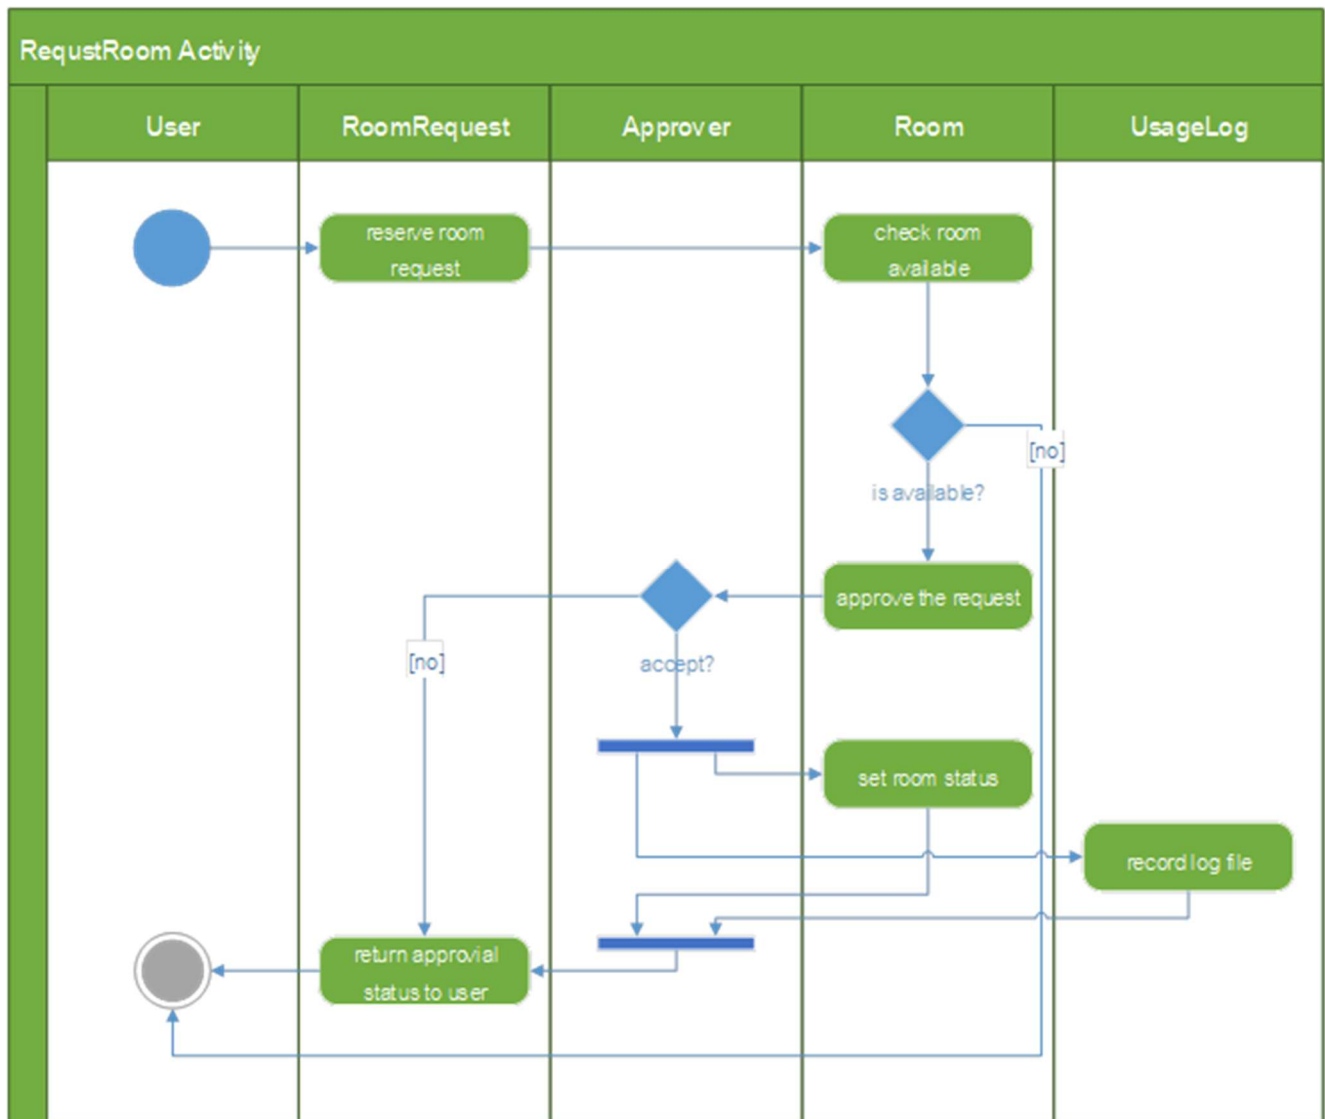 RequstRoom Activity
User
RoomRequest
Approver
Room
UsageLog
reserve room
request
check room
available
[no]
is available?
approve the request
[no]
accept?
set room status
record log file
return approvial
status to user